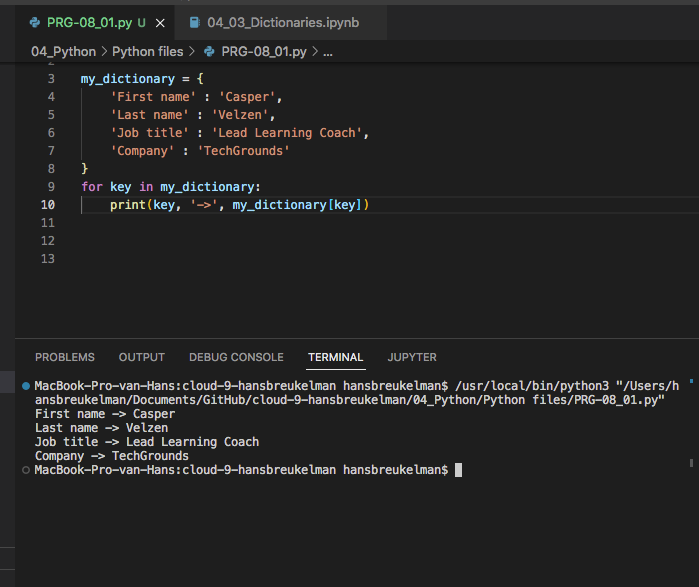 PRG-08_01.py U × 04_03_Dictionaries.ipynb
04_Python > Python files > PRG-08_01.py > ...
3 my_dictionary = {
4     'First name' : 'Casper',
5     'Last name' : 'Velzen',
6     'Job title' : 'Lead Learning Coach',
7     'Company' : 'TechGrounds'
8 }
9 for key in my_dictionary:
10     print(key, '->', my_dictionary[key])
11
12
13
PROBLEMS OUTPUT DEBUG CONSOLE TERMINAL JUPYTER
MacBook-Pro-van-Hans:cloud-9-hansbreukelman hansbreukelman$ /usr/local/bin/python3 "/Users/h
ansbreukelman/Documents/GitHub/cloud-9-hansbreukelman/04_Python/Python files/PRG-08_01.py"
First name -> Casper
Last name -> Velzen
Job title -> Lead Learning Coach
Company -> TechGrounds
MacBook-Pro-van-Hans:cloud-9-hansbreukelman hansbreukelman$